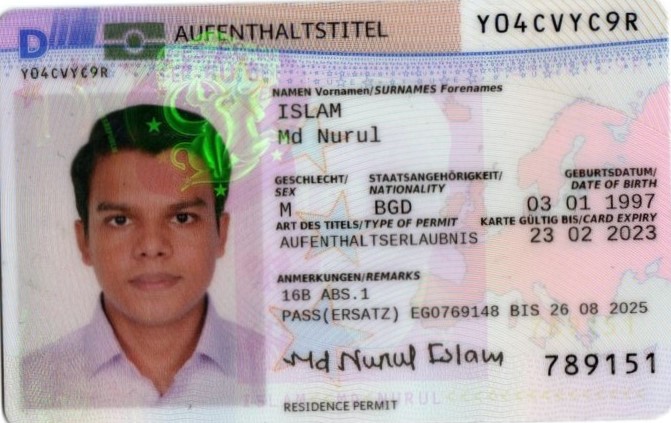 AUFENTHALTSTITEL
Y04CVYC9R
D
Y04CVYC9R
NAMEN Vornamen/SURNAMES Forenames
ISLAM
Md Nurul
GESCHLECHT/ STAATSANGEHÖRIGKEIT/ GEBURTSDATUM/
SEX NATIONALITY DATE OF BIRTH
M BGD 03 01 1997
ART DES TITELS/TYPE OF PERMIT KARTE GÜLTIG BIS/CARD EXPIRY
AUFENTHALTSERLAUBNIS 23 02 2023
ANMERKUNGEN/REMARKS
16B ABS.1
PASS(ERSATZ) EG0769148 BIS 26 08 2025
Md Nurul Islam
789151
RESIDENCE PERMIT